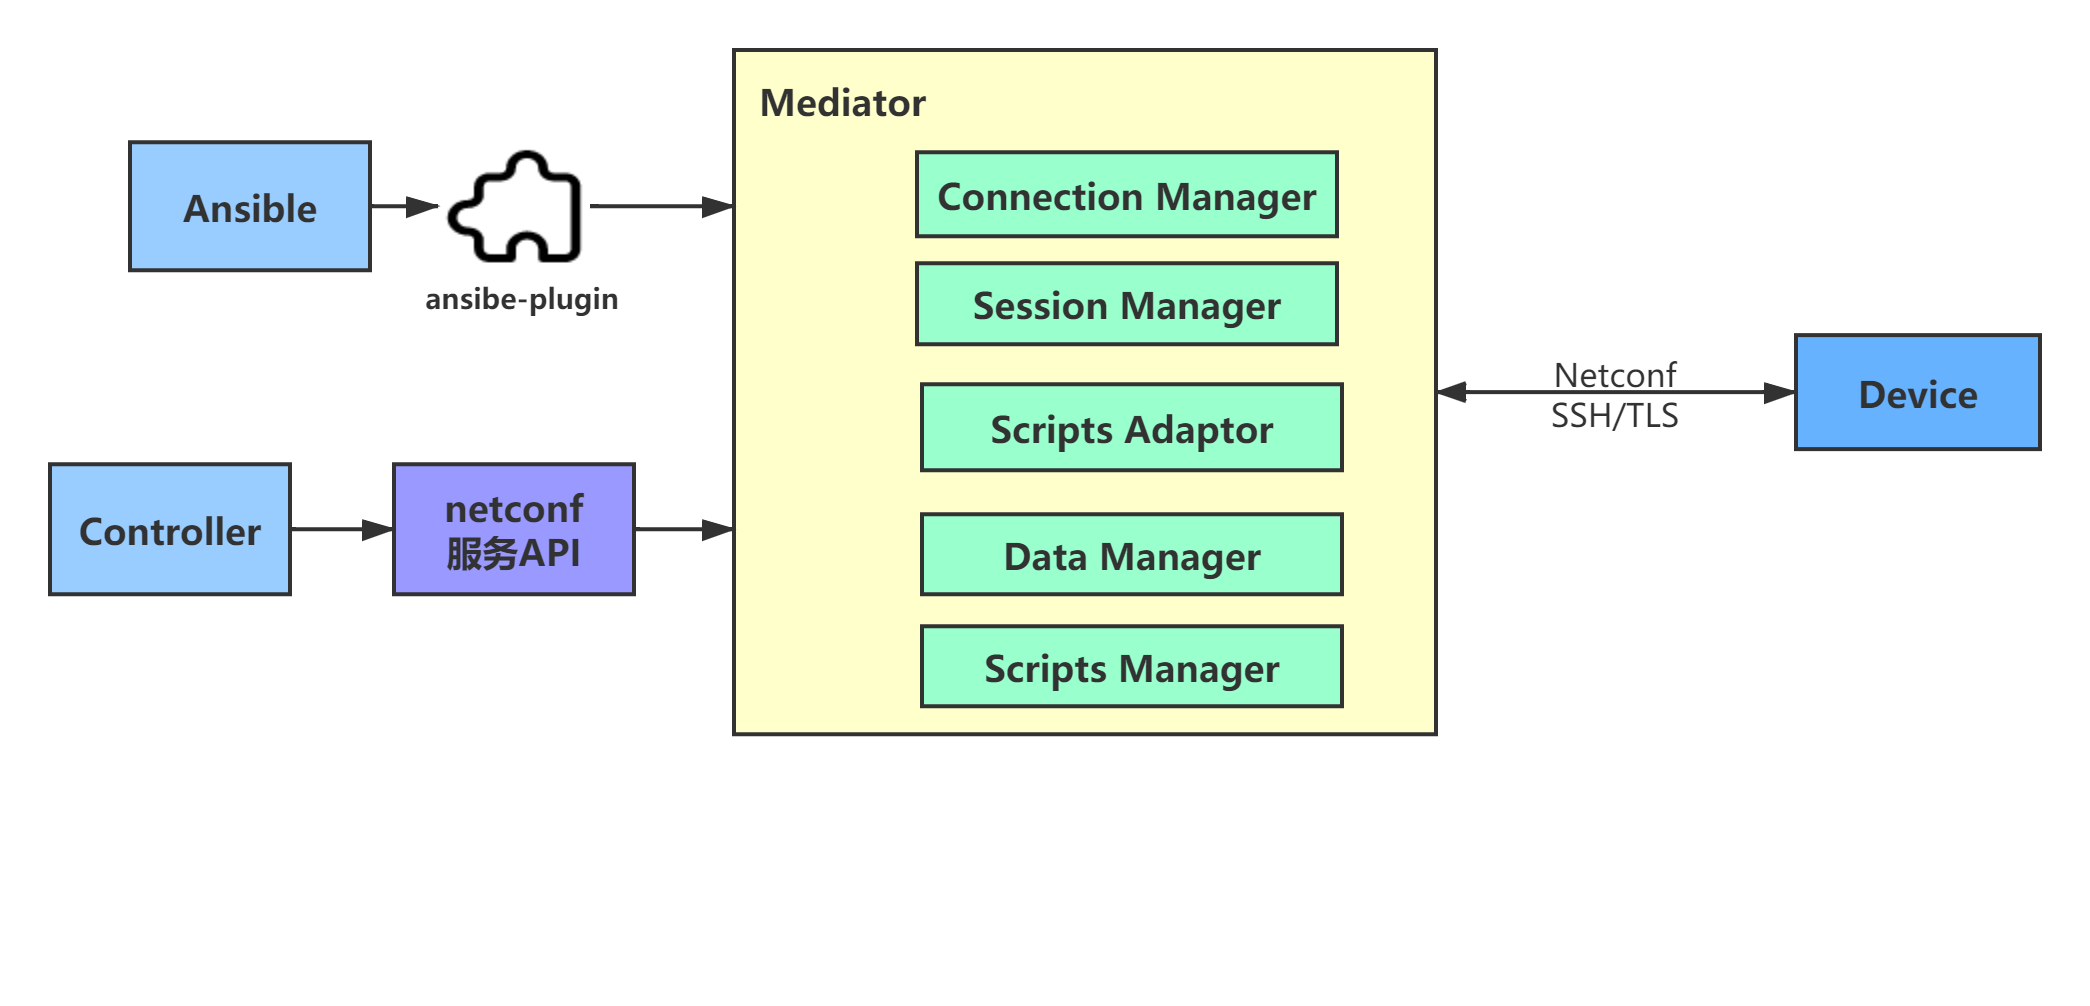 Mediator
Connection Manager
Ansible
ansibe-plugin
Session Manager
Netconf
SSH/TLS
Device
Scripts Adaptor
Controller
netconf
服务API
Data Manager
Scripts Manager